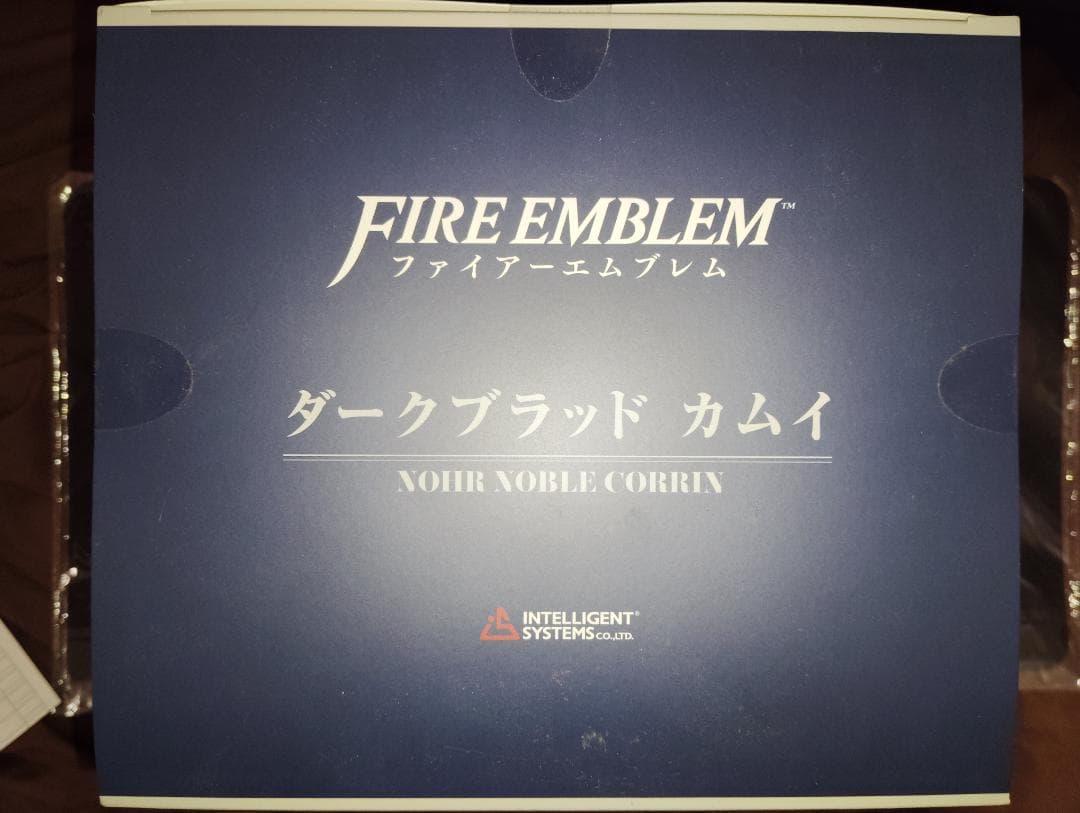 FIRE EMBLEM™
ファイアーエムブレム
ダークブラッド カムイ
NOHR NOBLE CORRIN
INTELLIGENT®
SYSTEMS CO.,LTD.